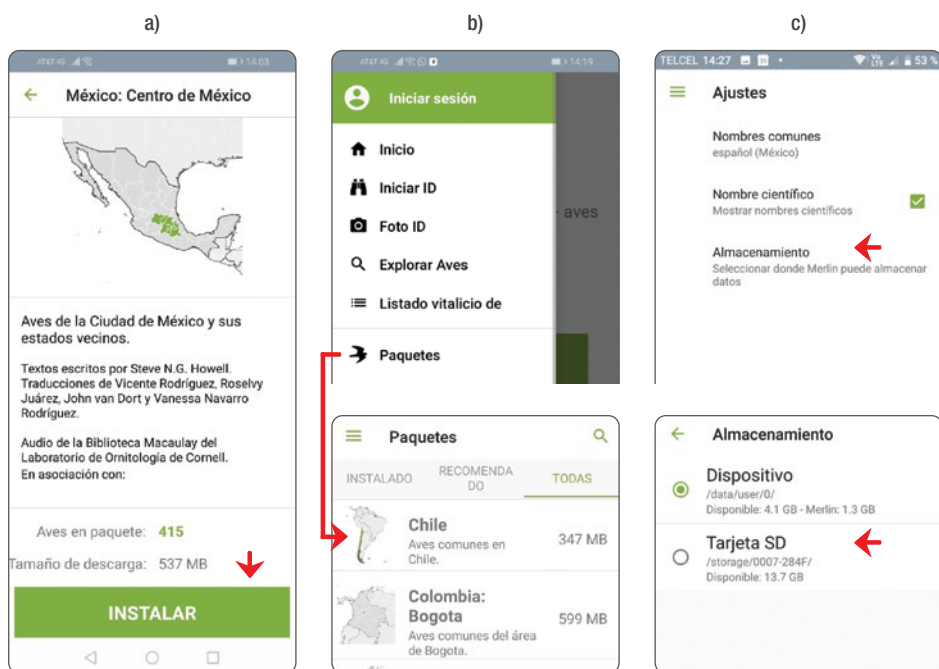 a)
AT&T 4G 14:03
México: Centro de México
Aves de la Ciudad de México y sus
estados vecinos.
Textos escritos por Steve N.G. Howell.
Traducciones de Vicente Rodríguez, Roselvy
Juárez, John van Dort y Vanessa Navarro
Rodríguez.
Audio de la Biblioteca Macaulay del
Laboratorio de Ornitología de Cornell.
En asociación con:
Aves en paquete: 415
Tamaño de descarga: 537 MB
INSTALAR
b)
AT&T 4G 14:19
Iniciar sesión
Inicio
Iniciar ID
Foto ID
Explorar Aves
Listado vitalicio de
Paquetes
aves
Paquetes
INSTALADO
RECOMENDA
DO
TODAS
Chile
Aves comunes en
Chile.
347 MB
Colombia:
Bogota
Aves comunes del área
de Bogota.
599 MB
c)
TELCEL 14:27 31 Vo LTE 53 %
Ajustes
Nombres comunes
español (México)
Nombre científico
Mostrar nombres científicos
Almacenamiento
Seleccionar donde Merlin puede almacenar
datos
Almacenamiento
Dispositivo
/data/user/0/
Disponible: 4.1 GB - Merlin: 1.3 GB
Tarjeta SD
/storage/0007-284F/
Disponible: 13.7 GB